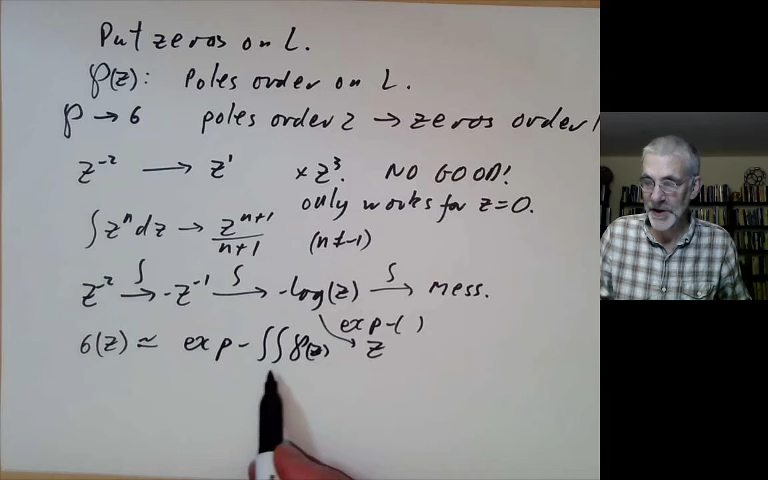 Put zeros on L.
℘(z): Poles order on L.
℘ → 6 poles order 2 → zeros order 1
z⁻² → z¹ × z³. NO GOOD!
only works for z=0.
∫zⁿdz → zⁿ⁺¹/n+1 (n≠-1)
z⁻² ∫→ -z⁻¹ ∫→ -log(z) ∫→ mess.
exp-( )
6(z) ≃ exp - ∫∫℘(z) z